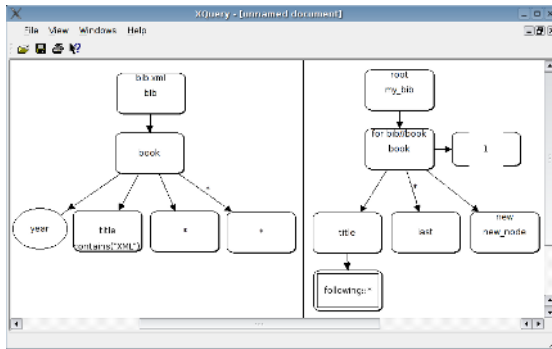 XQuery - [unnamed document]
File View Windows Help
bib.xml
bib
book
year
title
contains("XML")
*
*
*
root
my_bib
for bib//book
book
1
*
title
last
new
new_node
following::*